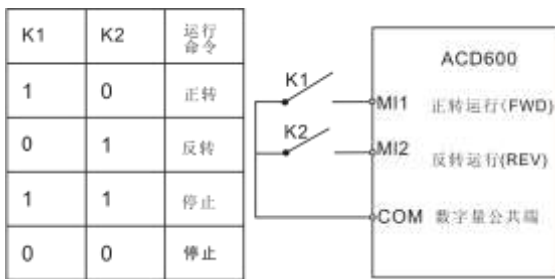 K1 K2 运行命令
1 0 正转
0 1 反转
1 1 停止
0 0 停止
ACD600
K1
MI1 正转运行(FWD)
K2
MI2 反转运行(REV)
COM 数字量公共端